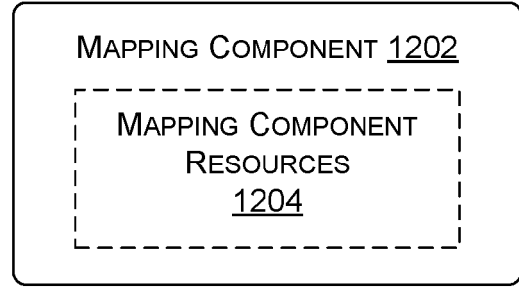 MAPPING COMPONENT 1202
MAPPING COMPONENT
RESOURCES
1204